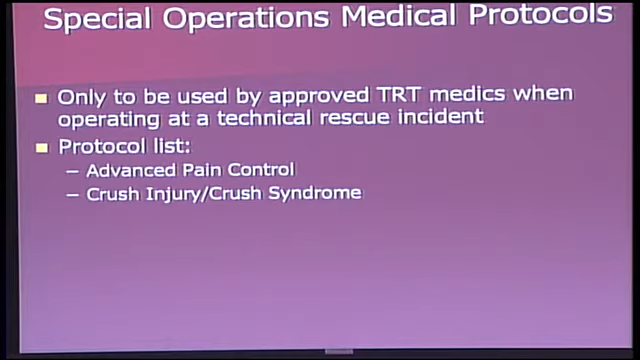 Special Operations Medical Protocols
Only to be used by approved TRT medics when
operating at a technical rescue incident
Protocol list:
– Advanced Pain Control
– Crush Injury/Crush Syndrome